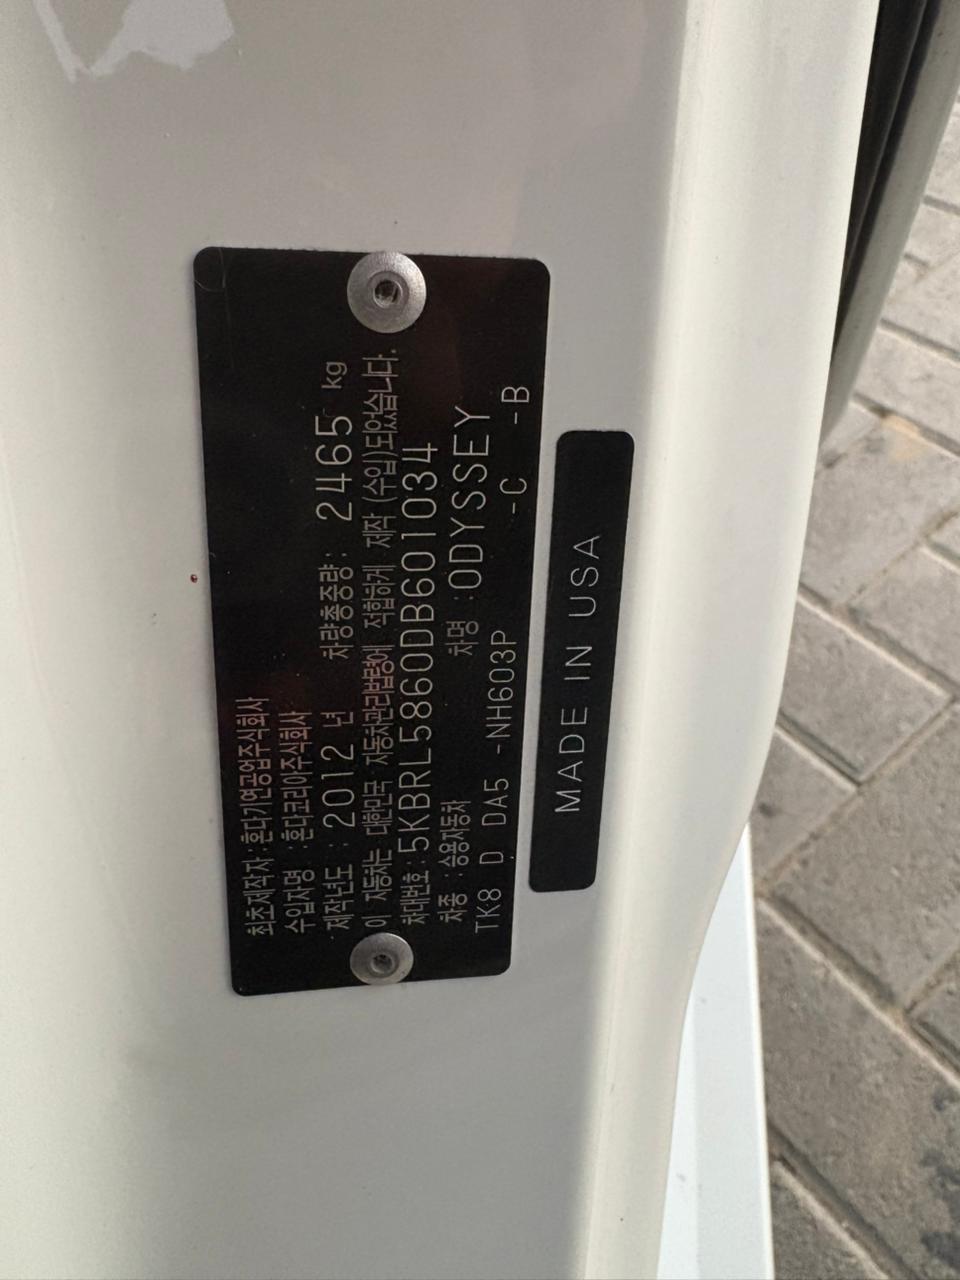 최초제작자 : 혼다기연공업주식회사
수입자명 : 혼다코리아주식회사
제작년도 : 2012 년 차량총중량 : 2465 kg
이 자동차는 대한민국 자동차관리법령에 적합하게 제작 (수입)되었습니다.
차대번호 : 5KBRL5860DB601034
차종 : 승용자동차 차명 : ODYSSEY
TK8 D DA5 -NH603P -C -B
MADE IN USA